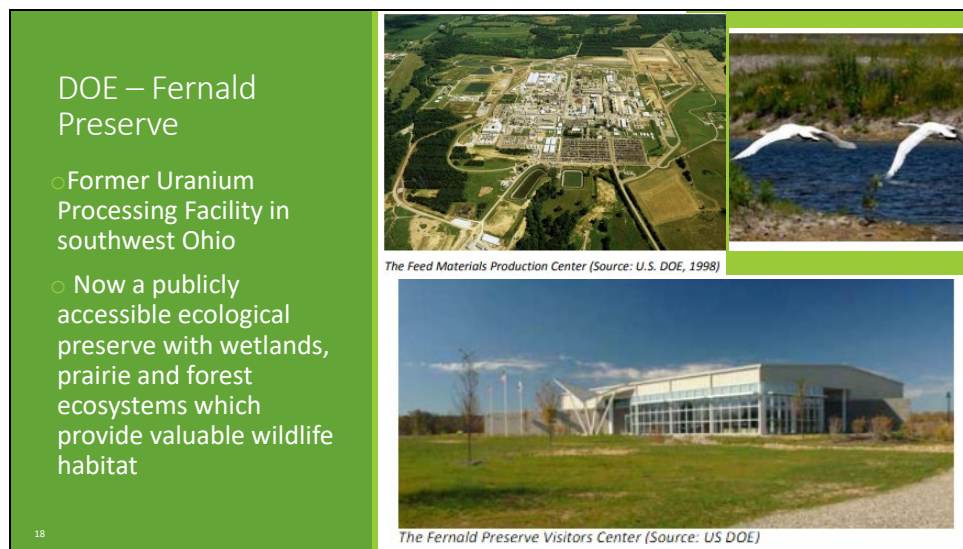 DOE – Fernald
Preserve
oFormer Uranium
Processing Facility in
southwest Ohio
o Now a publicly
accessible ecological
preserve with wetlands,
prairie and forest
ecosystems which
provide valuable wildlife
habitat
18
The Feed Materials Production Center (Source: U.S. DOE, 1998)
The Fernald Preserve Visitors Center (Source: US DOE)